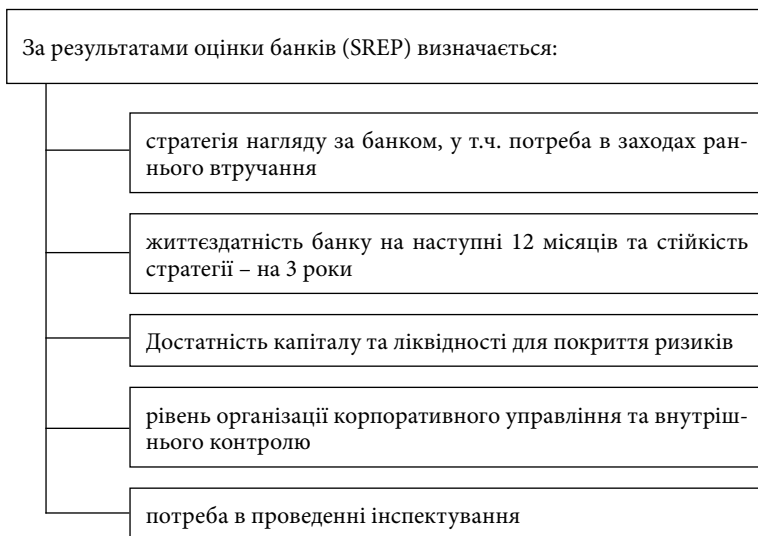 За результатами оцінки банків (SREP) визначається:
стратегія нагляду за банком, у т.ч. потреба в заходах ран-
нього втручання
життєздатність банку на наступні 12 місяців та стійкість
стратегії – на 3 роки
Достатність капіталу та ліквідності для покриття ризиків
рівень організації корпоративного управління та внутріш-
нього контролю
потреба в проведенні інспектування